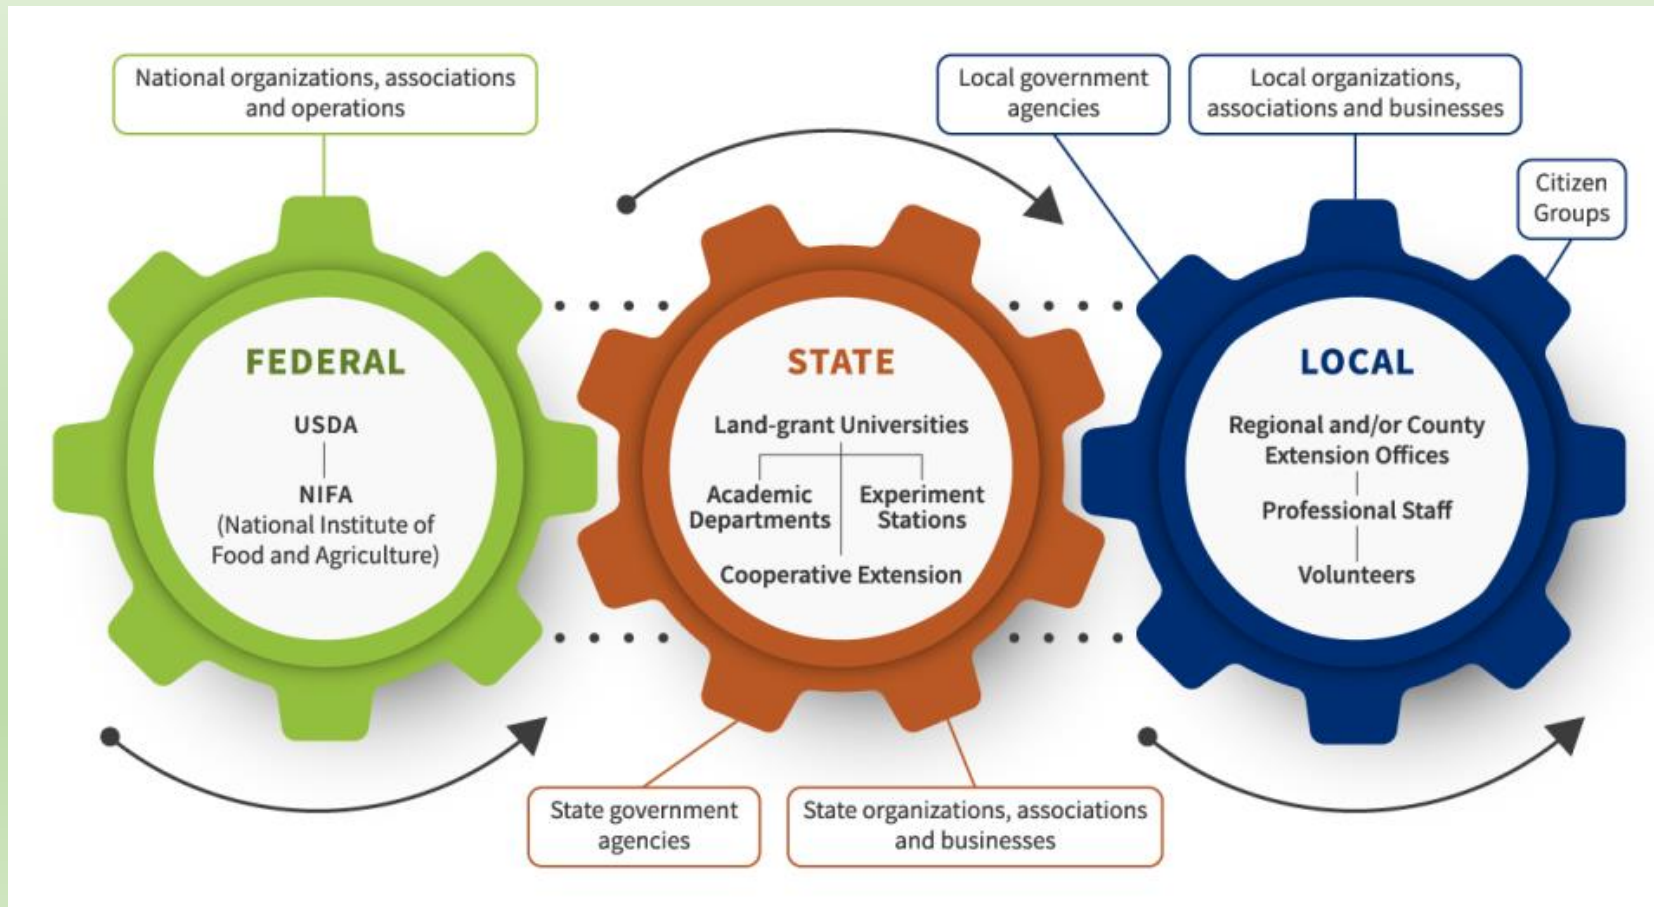 National organizations, associations
and operations
Local government
agencies
Local organizations,
associations and businesses
Citizen
Groups
FEDERAL
USDA
NIFA
(National Institute of
Food and Agriculture)
STATE
Land-grant Universities
Academic
Departments
Experiment
Stations
Cooperative Extension
LOCAL
Regional and/or County
Extension Offices
Professional Staff
Volunteers
State government
agencies
State organizations, associations
and businesses